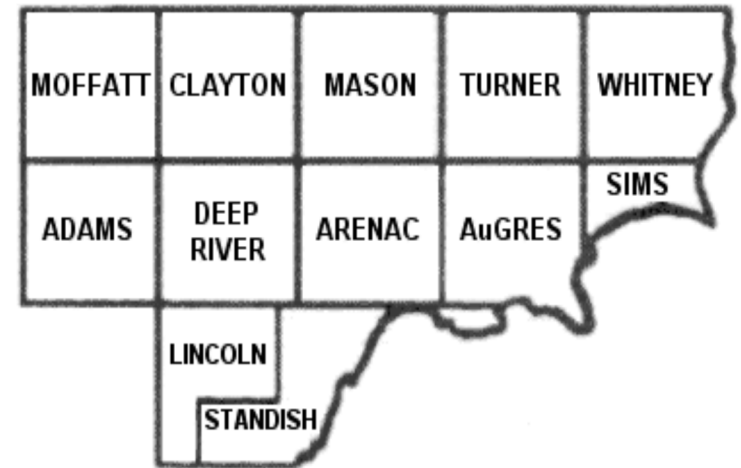 MOFFATT CLAYTON MASON TURNER WHITNEY
SIMS
ADAMS DEEP RIVER ARENAC AuGRES
LINCOLN
STANDISH